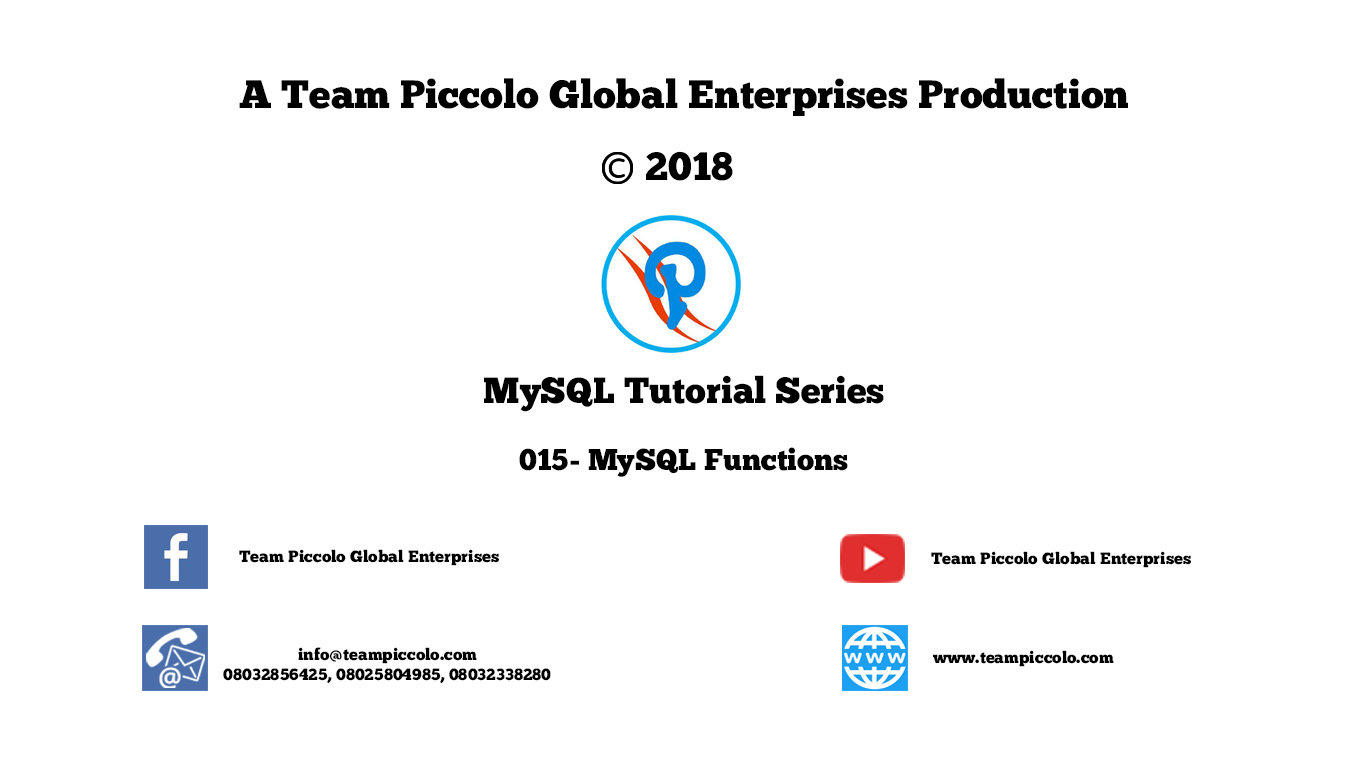 A Team Piccolo Global Enterprises Production
© 2018
P
MySQL Tutorial Series
015- MySQL Functions
f
Team Piccolo Global Enterprises
Team Piccolo Global Enterprises
@
info@teampiccolo.com
08032856425, 08025804985, 08032338280
WWW
www.teampiccolo.com